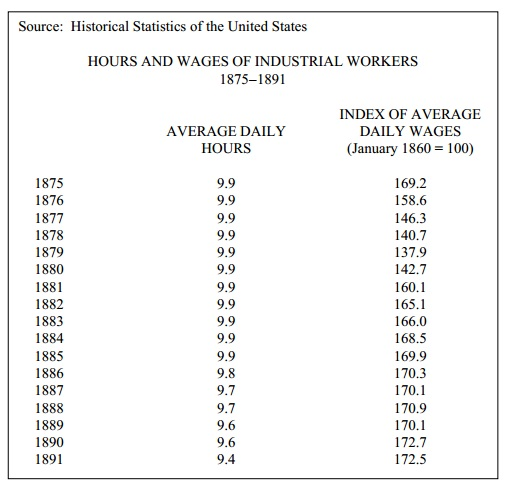 Source: Historical Statistics of the United States
HOURS AND WAGES OF INDUSTRIAL WORKERS
1875–1891
AVERAGE DAILY HOURS
INDEX OF AVERAGE DAILY WAGES (January 1860 = 100)
1875 9.9 169.2
1876 9.9 158.6
1877 9.9 146.3
1878 9.9 140.7
1879 9.9 137.9
1880 9.9 142.7
1881 9.9 160.1
1882 9.9 165.1
1883 9.9 166.0
1884 9.9 168.5
1885 9.9 169.9
1886 9.8 170.3
1887 9.7 170.1
1888 9.7 170.9
1889 9.6 170.1
1890 9.6 172.7
1891 9.4 172.5